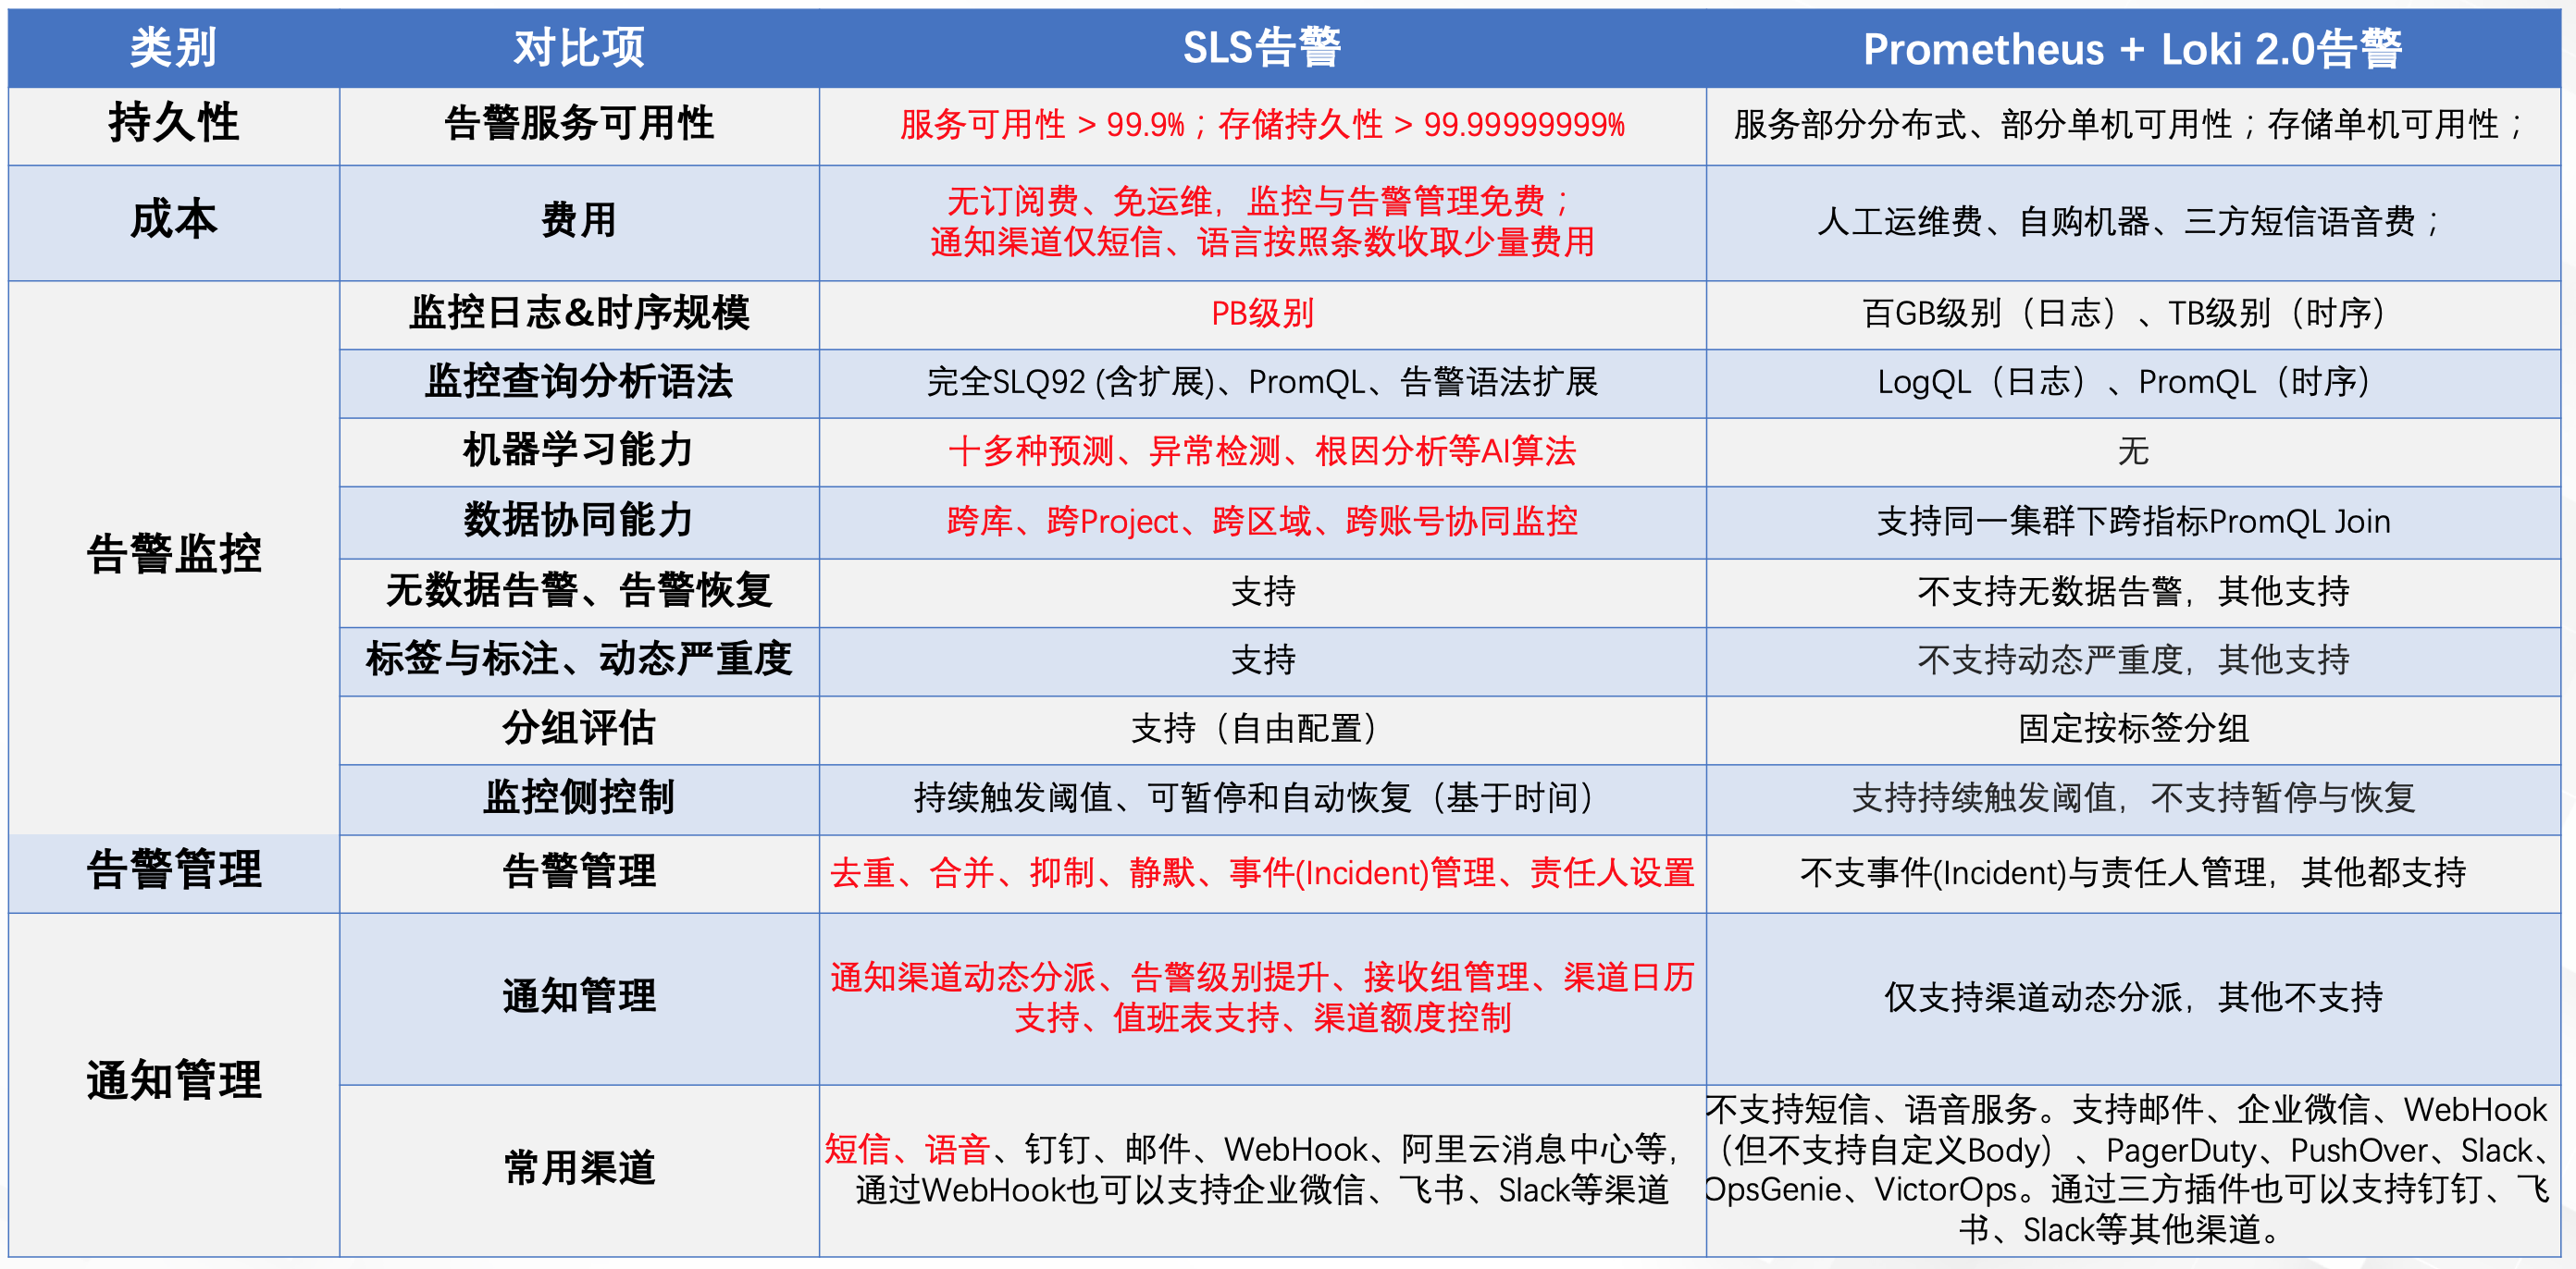 类别 对比项 SLS告警 Prometheus + Loki 2.0告警
持久性 告警服务可用性 服务可用性 > 99.9%；存储持久性 > 99.99999999% 服务部分分布式、部分单机可用性；存储单机可用性；
成本 费用 无订阅费、免运维，监控与告警管理免费；
通知渠道仅短信、语言按照条数收取少量费用 人工运维费、自购机器、三方短信语音费；
告警监控 监控日志&时序规模 PB级别 百GB级别（日志）、TB级别（时序）
监控查询分析语法 完全SLQ92 (含扩展)、PromQL、告警语法扩展 LogQL（日志）、PromQL（时序）
机器学习能力 十多种预测、异常检测、根因分析等AI算法 无
数据协同能力 跨库、跨Project、跨区域、跨账号协同监控 支持同一集群下跨指标PromQL Join
无数据告警、告警恢复 支持 不支持无数据告警，其他支持
标签与标注、动态严重度 支持 不支持动态严重度，其他支持
分组评估 支持（自由配置） 固定按标签分组
监控侧控制 持续触发阈值、可暂停和自动恢复（基于时间） 支持持续触发阈值，不支持暂停与恢复
告警管理 告警管理 去重、合并、抑制、静默、事件(Incident)管理、责任人设置 不支事件(Incident)与责任人管理，其他都支持
通知管理 通知管理 通知渠道动态分派、告警级别提升、接收组管理、渠道日历
支持、值班表支持、渠道额度控制 仅支持渠道动态分派，其他不支持
常用渠道 短信、语音、钉钉、邮件、WebHook、阿里云消息中心等，
通过WebHook也可以支持企业微信、飞书、Slack等渠道
不支持短信、语音服务。支持邮件、企业微信、WebHook
（但不支持自定义Body）、PagerDuty、PushOver、Slack、
OpsGenie、VictorOps。通过三方插件也可以支持钉钉、飞
书、Slack等其他渠道。